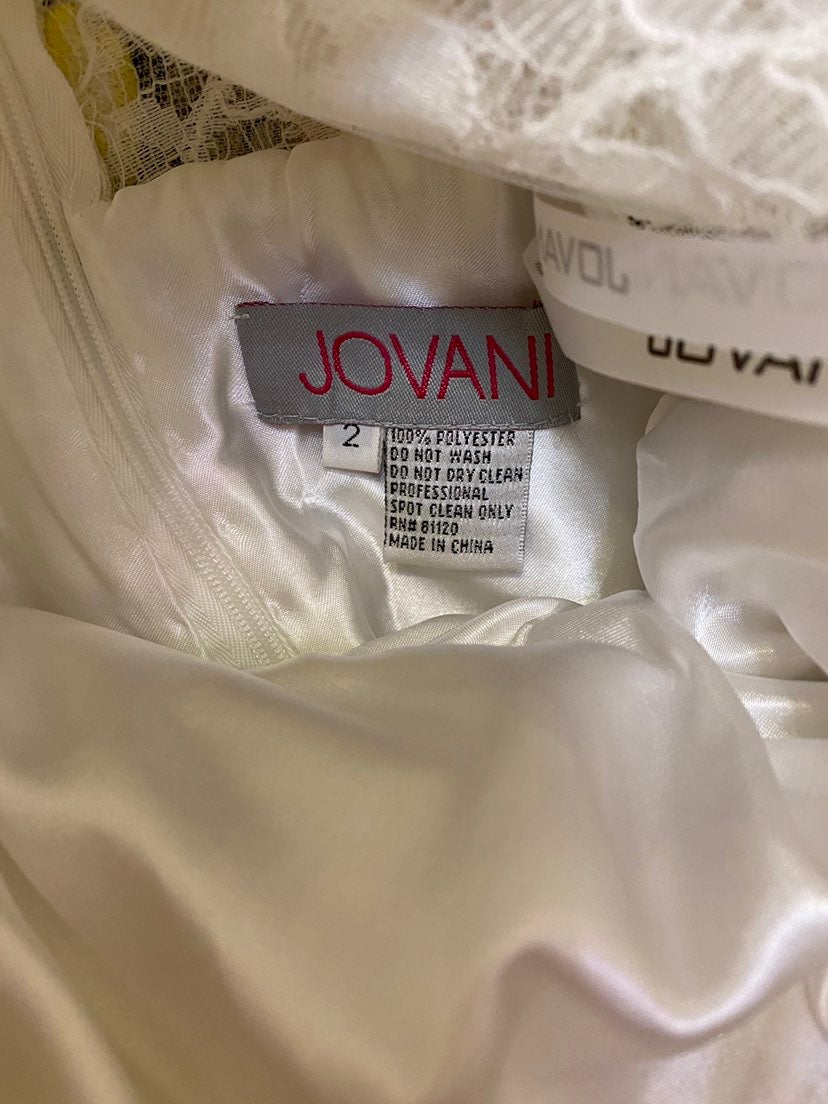 JOVANI
JOVANI
2
100% POLYESTER
DO NOT WASH
DO NOT DRY CLEAN
PROFESSIONAL
SPOT CLEAN ONLY
RN# 81120
MADE IN CHINA